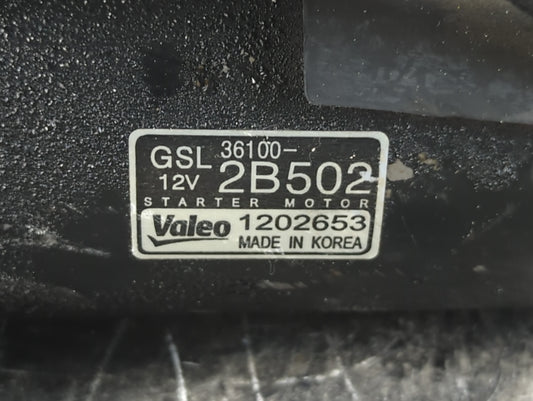 GSL 36100-
12V 2B502
STARTER MOTOR
Valeo 1202653
MADE IN KOREA